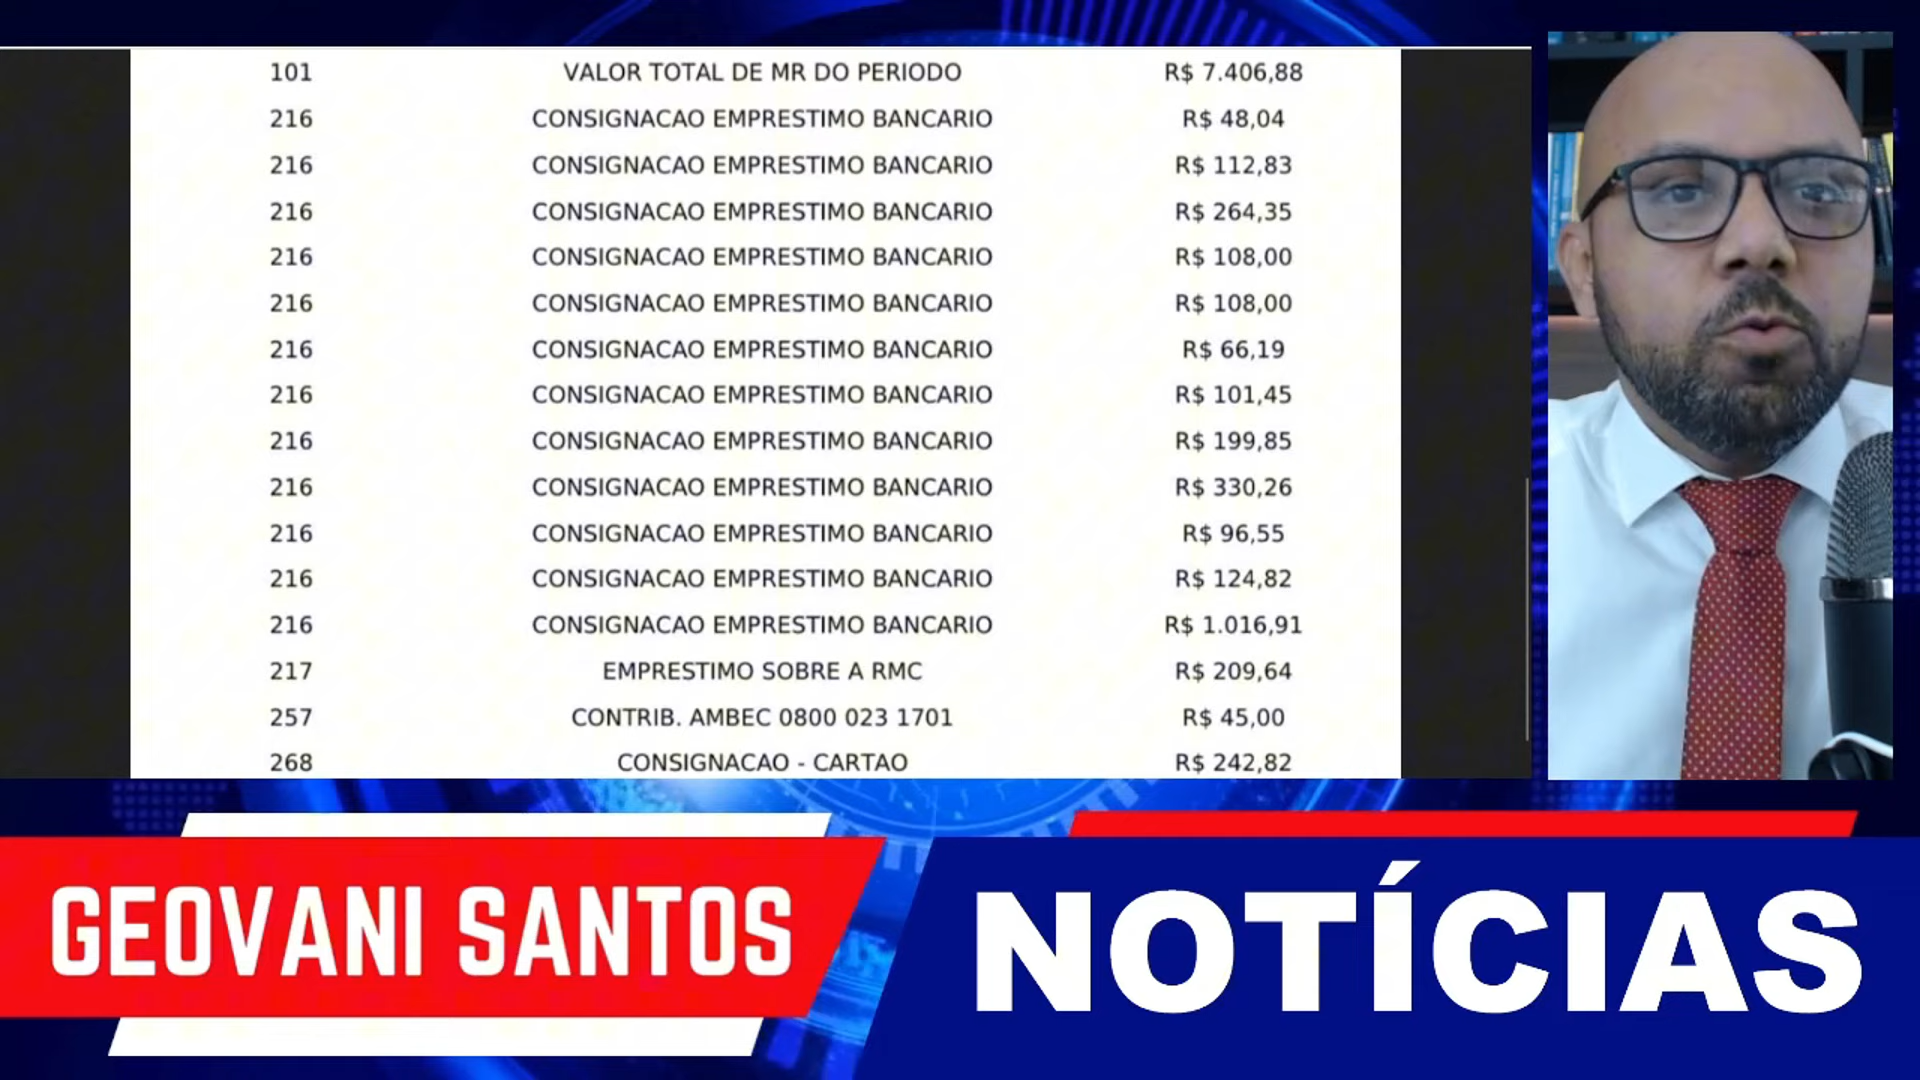 101 VALOR TOTAL DE MR DO PERIODO R$ 7.406,88
216 CONSIGNACAO EMPRESTIMO BANCARIO R$ 48,04
216 CONSIGNACAO EMPRESTIMO BANCARIO R$ 112,83
216 CONSIGNACAO EMPRESTIMO BANCARIO R$ 264,35
216 CONSIGNACAO EMPRESTIMO BANCARIO R$ 108,00
216 CONSIGNACAO EMPRESTIMO BANCARIO R$ 108,00
216 CONSIGNACAO EMPRESTIMO BANCARIO R$ 66,19
216 CONSIGNACAO EMPRESTIMO BANCARIO R$ 101,45
216 CONSIGNACAO EMPRESTIMO BANCARIO R$ 199,85
216 CONSIGNACAO EMPRESTIMO BANCARIO R$ 330,26
216 CONSIGNACAO EMPRESTIMO BANCARIO R$ 96,55
216 CONSIGNACAO EMPRESTIMO BANCARIO R$ 124,82
216 CONSIGNACAO EMPRESTIMO BANCARIO R$ 1.016,91
217 EMPRESTIMO SOBRE A RMC R$ 209,64
257 CONTRIB. AMBEC 0800 023 1701 R$ 45,00
268 CONSIGNACAO - CARTAO R$ 242,82
GEOVANI SANTOS
NOTÍCIAS